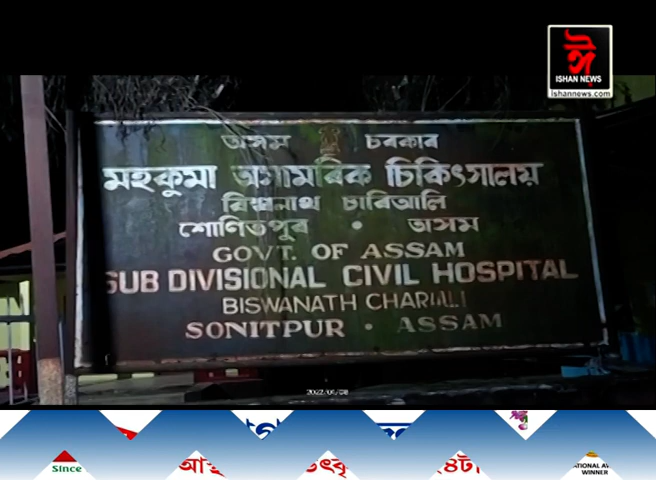 ঈ
ISHAN NEWS
ishannews.com
অসম চৰকাৰ
মহকুমা অসামৰিক চিকিৎসালয়
বিশ্বনাথ চাৰিআলি
শোণিতপুৰ • অসম
GOVT. OF ASSAM
SUB DIVISIONAL CIVIL HOSPITAL
BISWANATH CHARIALI
SONITPUR • ASSAM
Since
WINNER